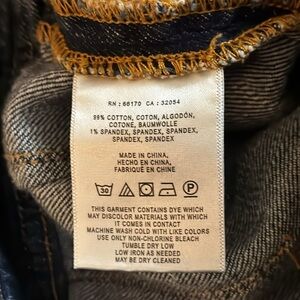 RN : 66170 CA : 32054
99% COTTON, COTON, ALGODÓN,
COTONE, BAUMWOLLE
1% SPANDEX, SPANDEX, SPANDEX,
SPANDEX, SPANDEX
MADE IN CHINA,
HECHO EN CHINA,
FABRIQUÉ EN CHINE
30
P
THIS GARMENT CONTAINS DYE WHICH
MAY DISCOLOR MATERIALS WITH WHICH
IT COMES IN CONTACT
MACHINE WASH COLD WITH LIKE COLORS
USE ONLY NON-CHLORINE BLEACH
TUMBLE DRY LOW
LOW IRON AS NEEDED
MAY BE DRY CLEANED